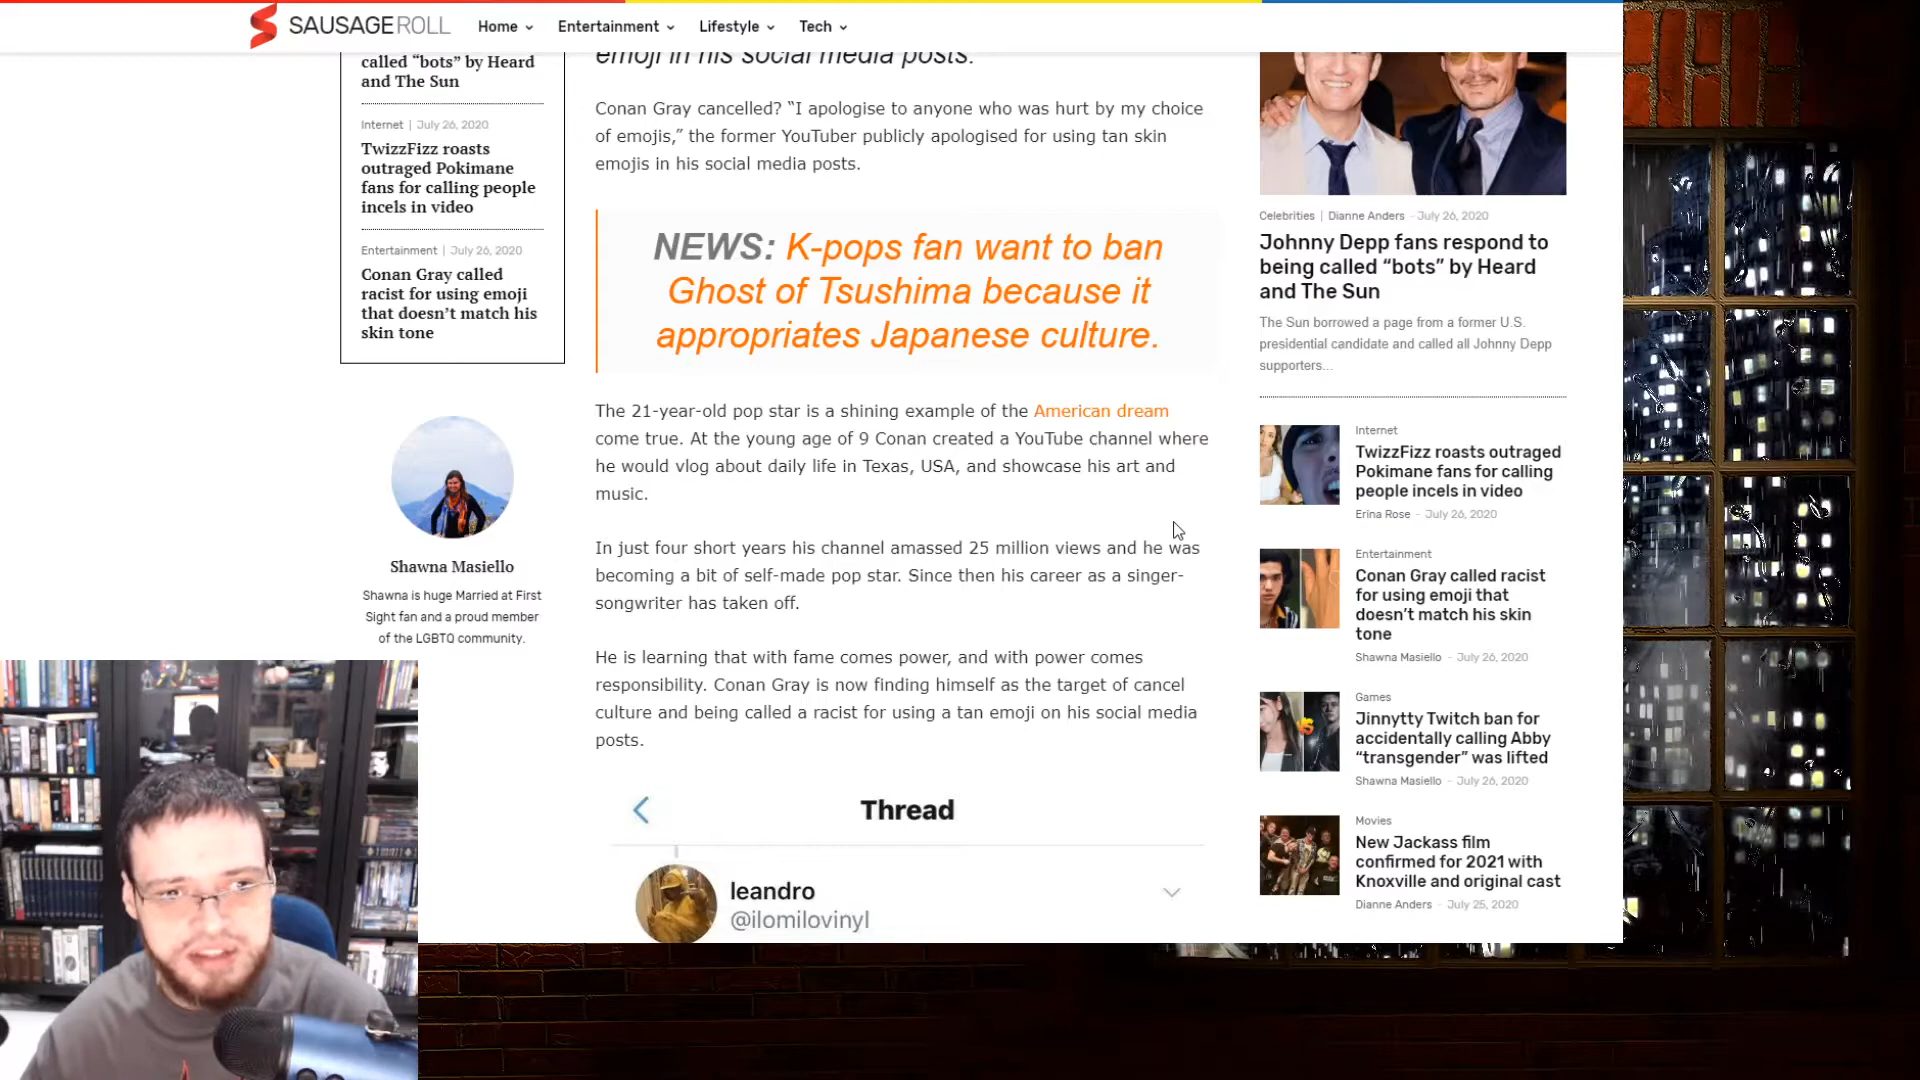 SAUSAGEROLL
Home
Entertainment
Lifestyle
Tech
called “bots” by Heard
and The Sun
Internet | July 26, 2020
TwizzFizz roasts
outraged Pokimane
fans for calling people
incels in video
Entertainment | July 26, 2020
Conan Gray called
racist for using emoji
that doesn’t match his
skin tone
Shawna Masiello
Shawna is huge Married at First
Sight fan and a proud member
of the LGBTQ community.
emoji in his social media posts.
Conan Gray cancelled? “I apologise to anyone who was hurt by my choice
of emojis,” the former YouTuber publicly apologised for using tan skin
emojis in his social media posts.
NEWS: K-pops fan want to ban
Ghost of Tsushima because it
appropriates Japanese culture.
The 21-year-old pop star is a shining example of the American dream
come true. At the young age of 9 Conan created a YouTube channel where
he would vlog about daily life in Texas, USA, and showcase his art and
music.
In just four short years his channel amassed 25 million views and he was
becoming a bit of self-made pop star. Since then his career as a singer-
songwriter has taken off.
He is learning that with fame comes power, and with power comes
responsibility. Conan Gray is now finding himself as the target of cancel
culture and being called a racist for using a tan emoji on his social media
posts.
Thread
leandro
@ilomilovinyl
Celebrities | Dianne Anders - July 26, 2020
Johnny Depp fans respond to
being called “bots” by Heard
and The Sun
The Sun borrowed a page from a former U.S.
presidential candidate and called all Johnny Depp
supporters...
Internet
TwizzFizz roasts outraged
Pokimane fans for calling
people incels in video
Erina Rose - July 26, 2020
Entertainment
Conan Gray called racist
for using emoji that
doesn’t match his skin
tone
Shawna Masiello - July 26, 2020
Games
Jinnytty Twitch ban for
accidentally calling Abby
“transgender” was lifted
Shawna Masiello - July 26, 2020
Movies
New Jackass film
confirmed for 2021 with
Knoxville and original cast
Dianne Anders - July 25, 2020